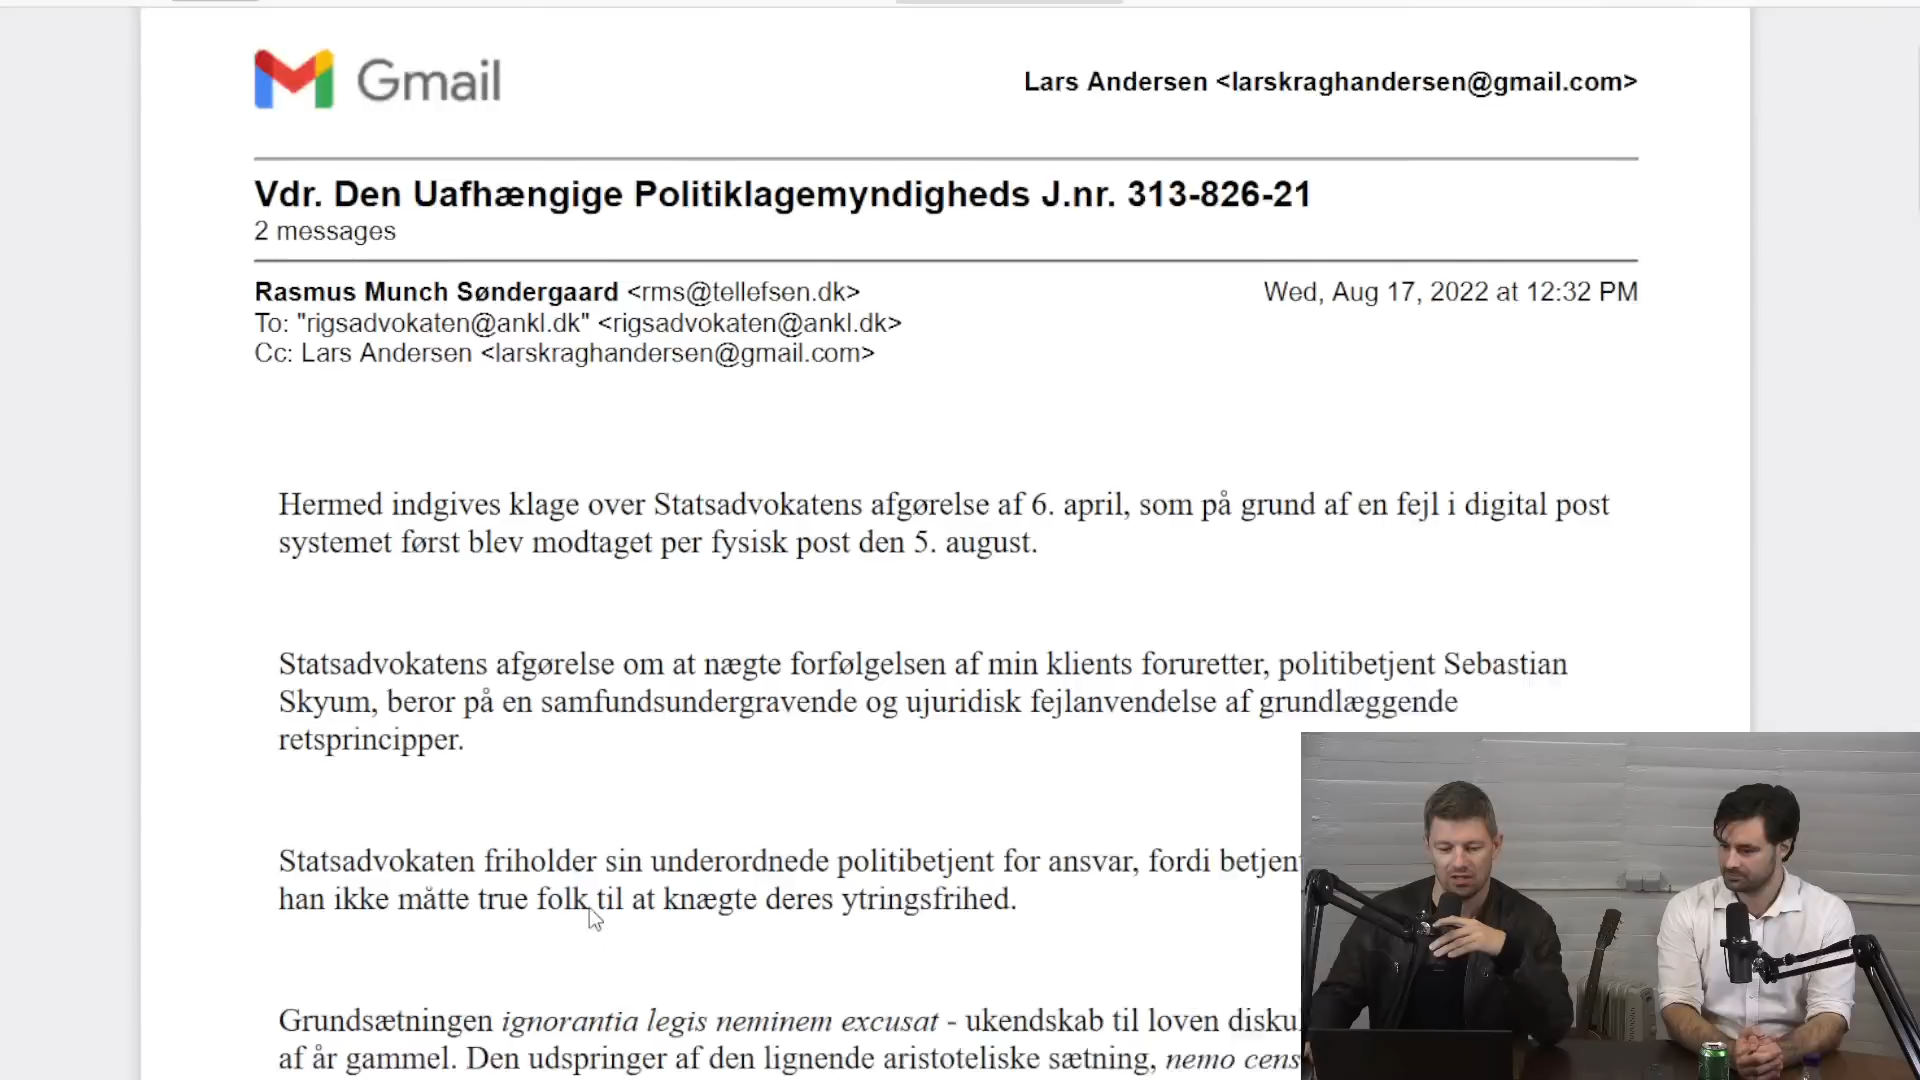 Gmail
Lars Andersen <larskraghandersen@gmail.com>
Vdr. Den Uafhængige Politiklagemyndigheds J.nr. 313-826-21
2 messages
Rasmus Munch Søndergaard <rms@tellefsen.dk>
Wed, Aug 17, 2022 at 12:32 PM
To: "rigsadvokaten@ankl.dk" <rigsadvokaten@ankl.dk>
Cc: Lars Andersen <larskraghandersen@gmail.com>
Hermed indgives klage over Statsadvokatens afgørelse af 6. april, som på grund af en fejl i digital post
systemet først blev modtaget per fysisk post den 5. august.
Statsadvokatens afgørelse om at nægte forfølgelsen af min klients foruretter, politibetjent Sebastian
Skyum, beror på en samfundsundergravende og ujuridisk fejlanvendelse af grundlæggende
retsprincipper.
Statsadvokaten friholder sin underordnede politibetjent for ansvar, fordi betjent
han ikke måtte true folk til at knægte deres ytringsfrihed.
Grundsætningen ignorantia legis neminem excusat - ukendskab til loven disku
af år gammel. Den udspringer af den lignende aristoteliske sætning, nemo cens